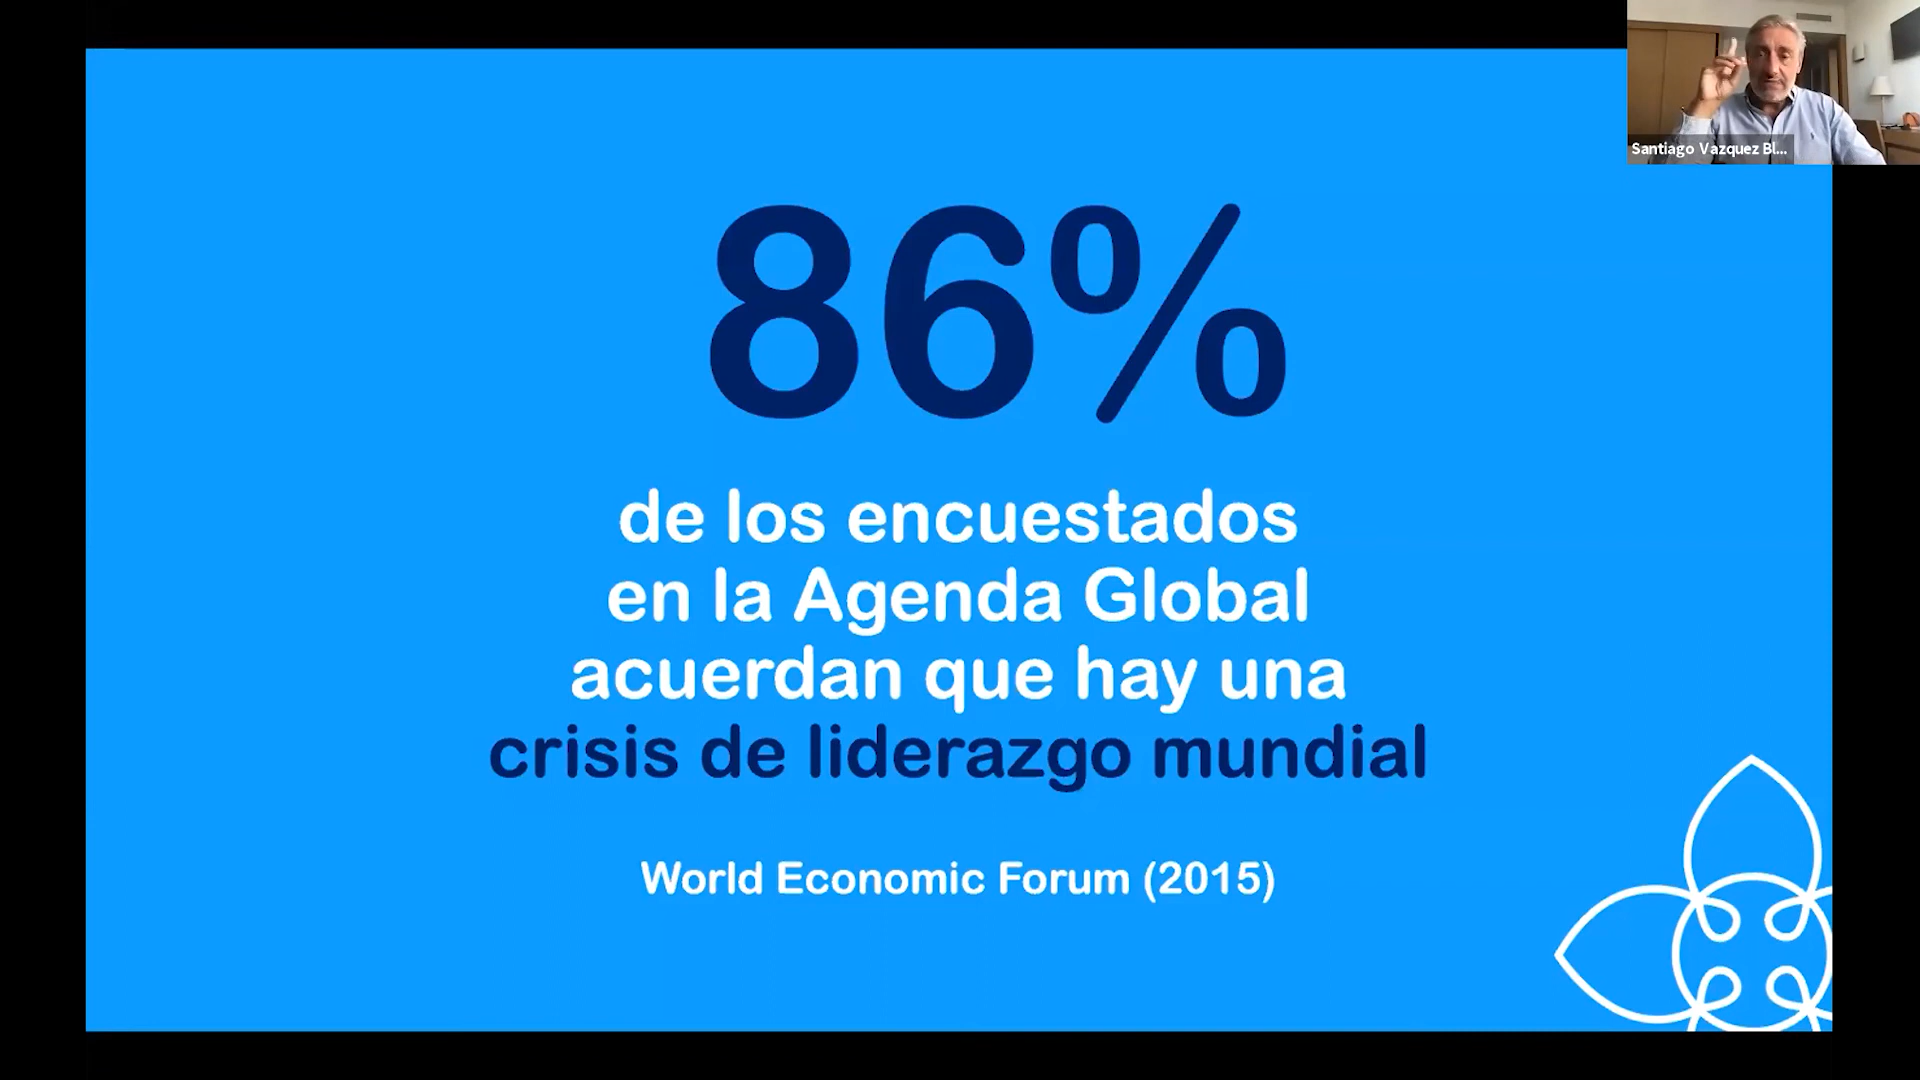 Santiago Vazquez Bl...
86%
de los encuestados
en la Agenda Global
acuerdan que hay una
crisis de liderazgo mundial
World Economic Forum (2015)